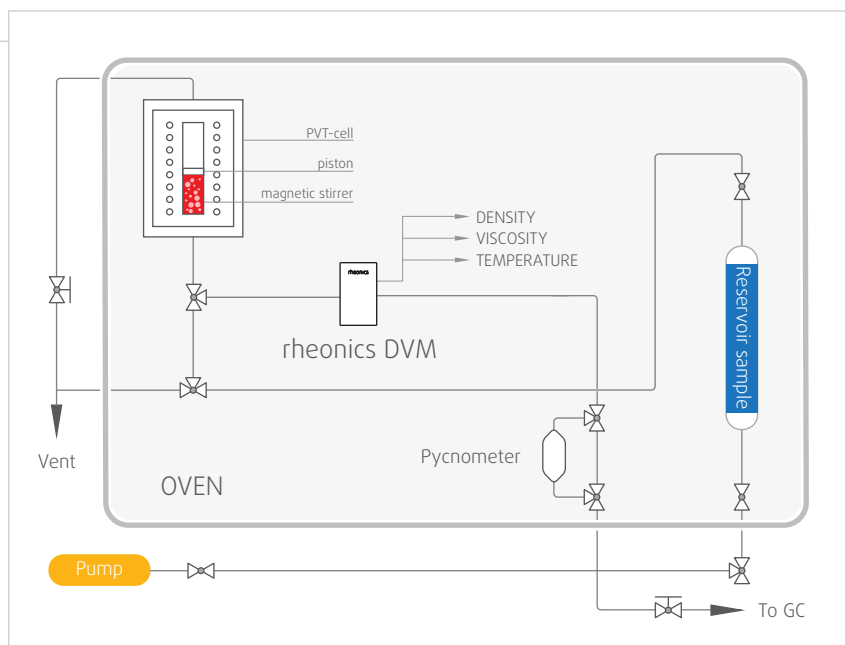 PVT-cell
piston
magnetic stirrer
DENSITY
VISCOSITY
TEMPERATURE
rheonics
rheonics DVM
Reservoir sample
Vent
Pycnometer
OVEN
Pump
To GC